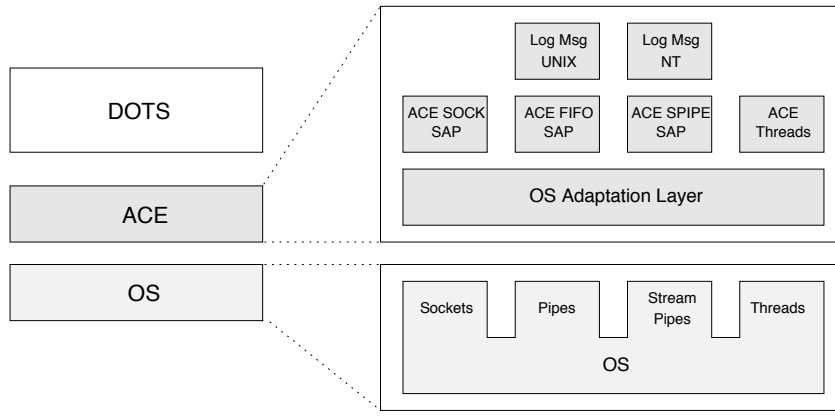 DOTS
ACE
OS
Log Msg
UNIX
Log Msg
NT
ACE SOCK
SAP
ACE FIFO
SAP
ACE SPIPE
SAP
ACE
Threads
OS Adaptation Layer
Sockets
Pipes
Stream
Pipes
Threads
OS